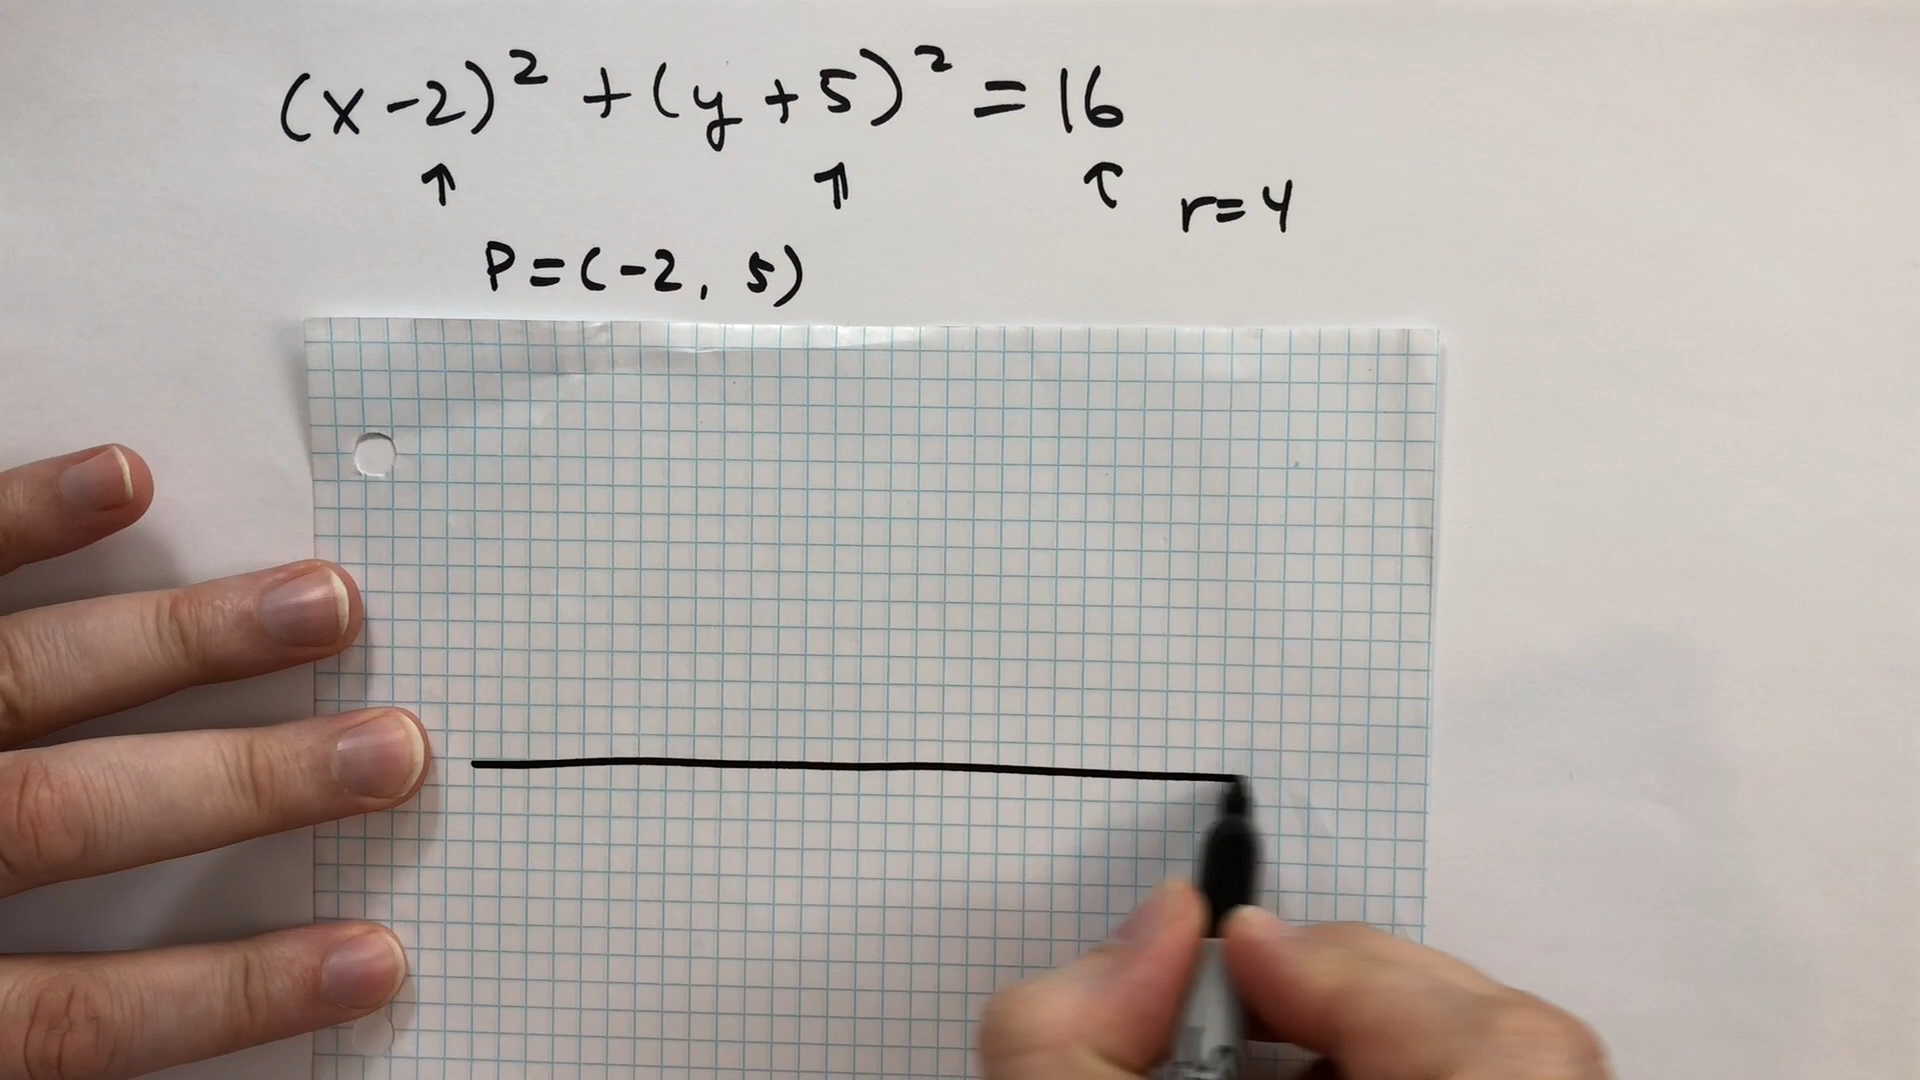 (x-2)² + (y+5)² = 16
↑ ↑ ↑ r=4
P=(-2, 5)